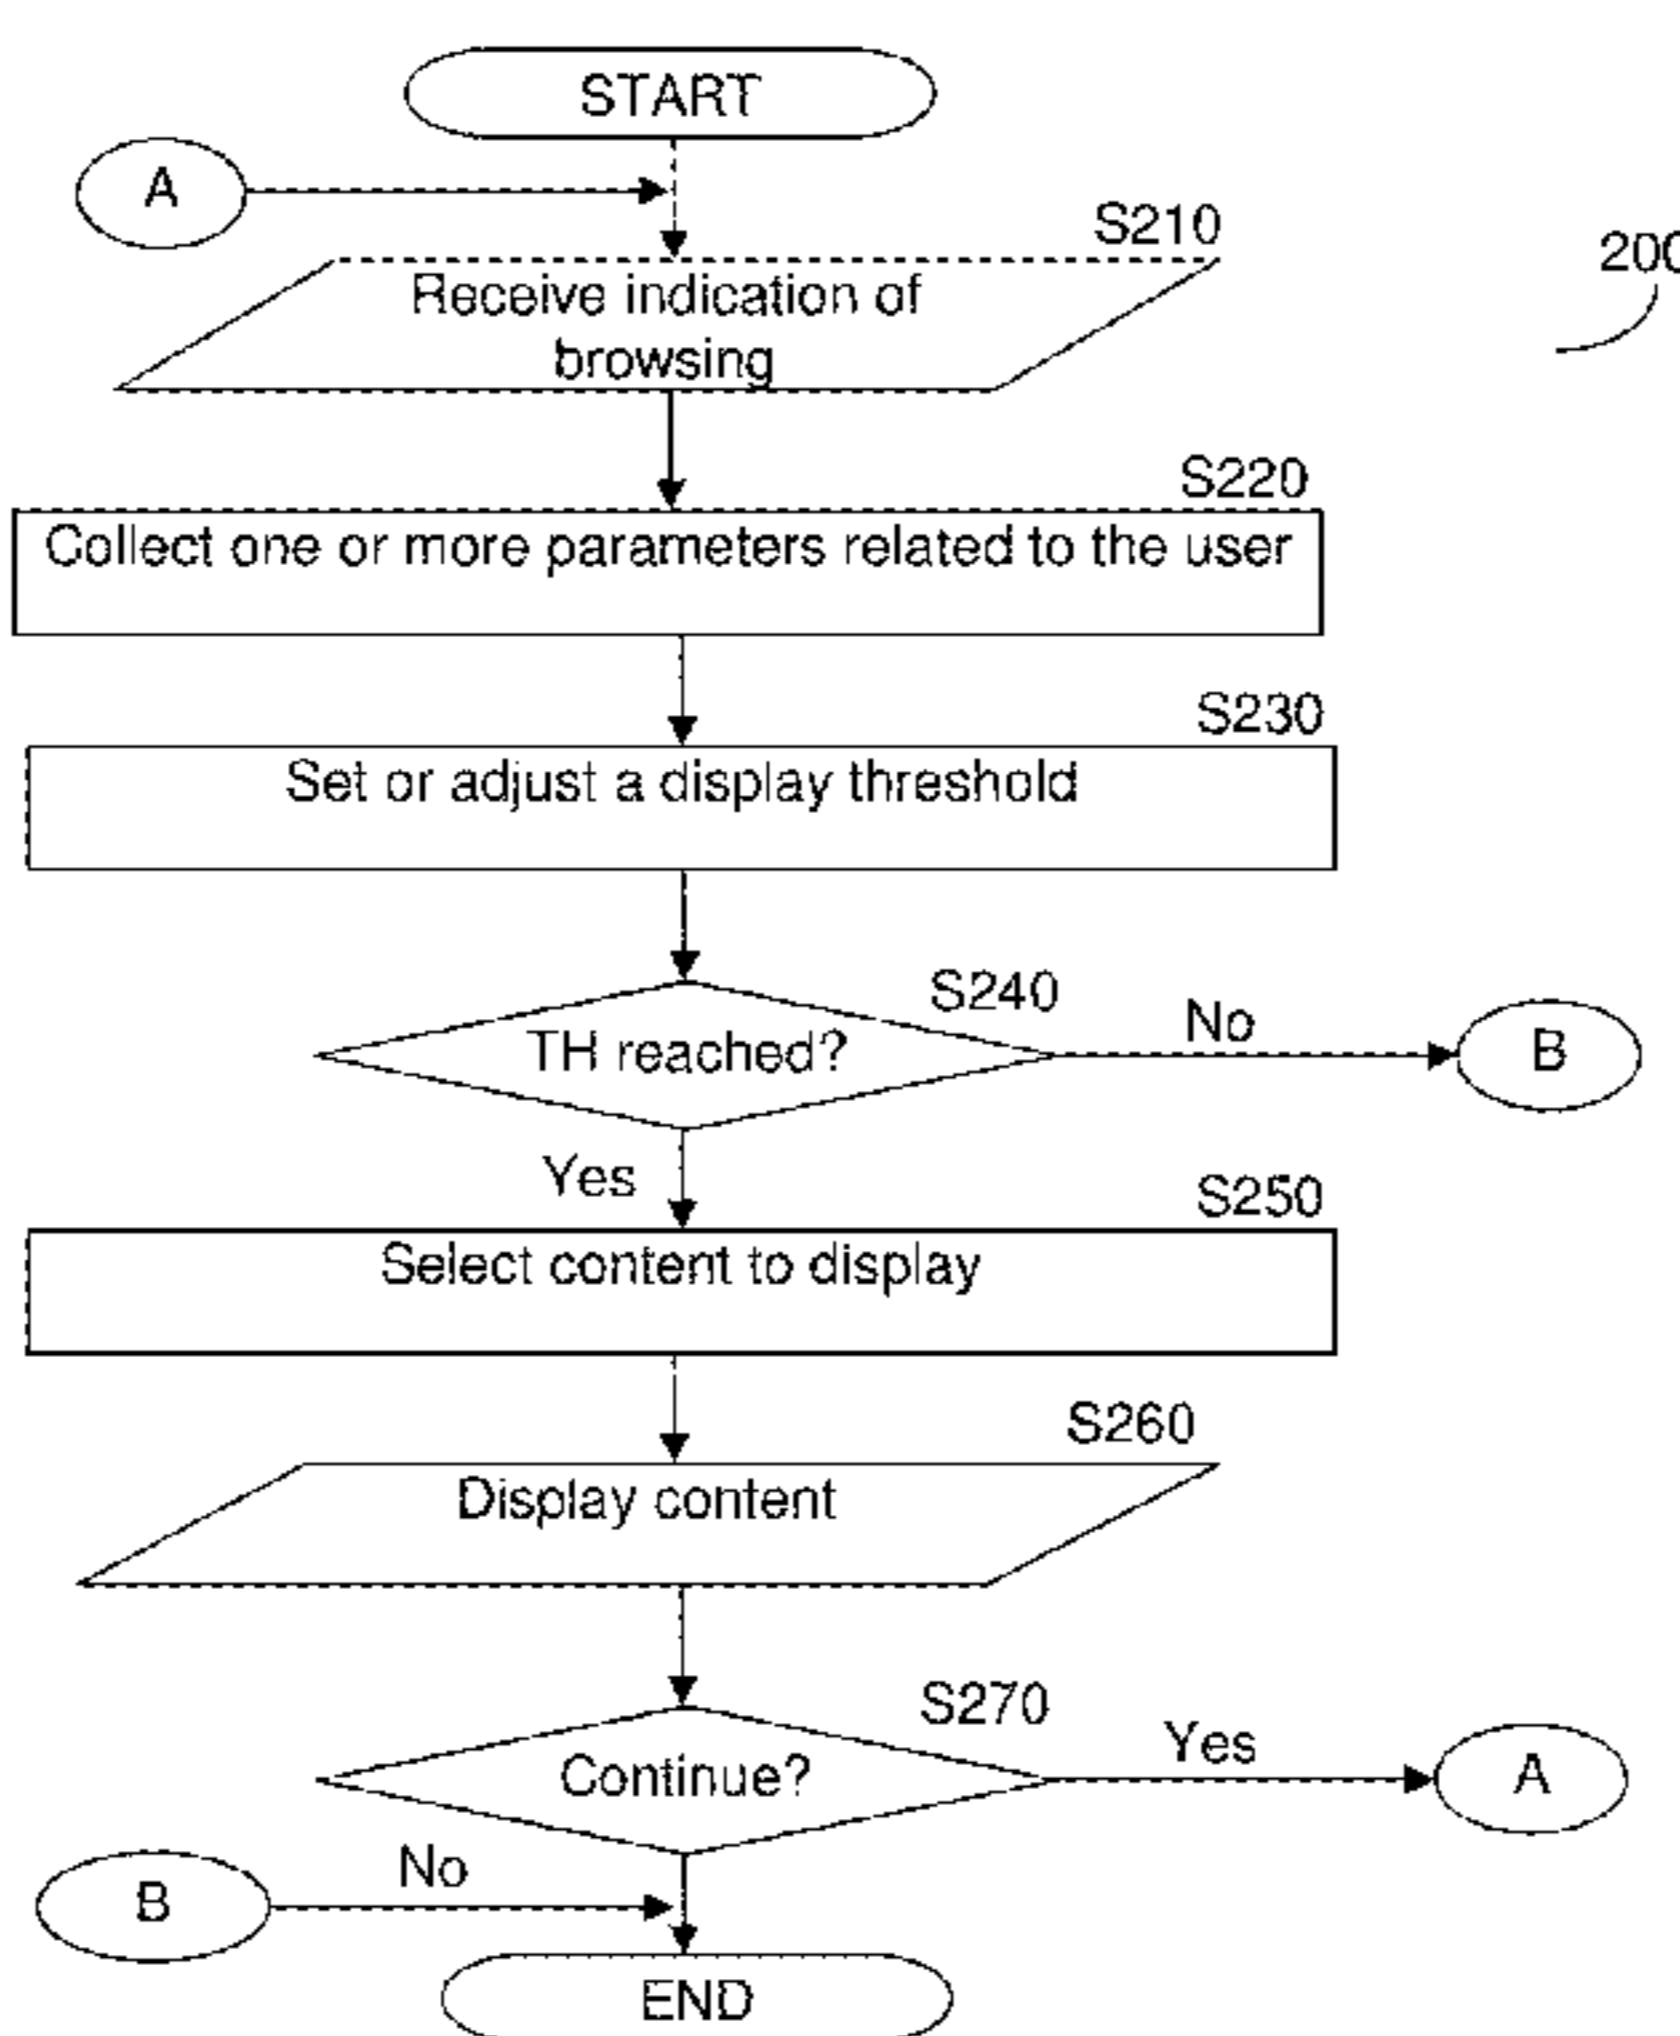 START
A
S210
200
Receive indication of
browsing
S220
Collect one or more parameters related to the user
S230
Set or adjust a display threshold
S240
No
TH reached?
B
Yes
S250
Select content to display
S260
Display content
S270
Yes
Continue?
A
No
B
END